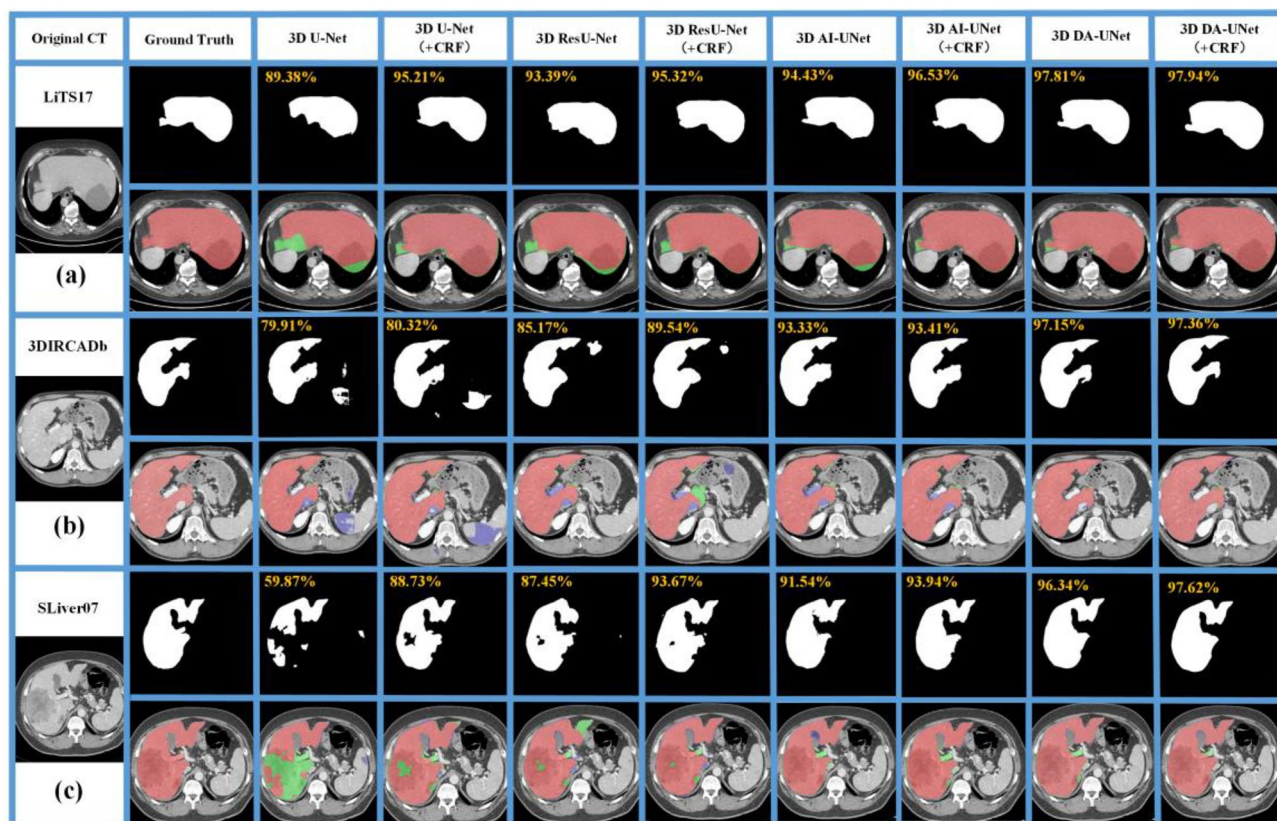 Original CT
Ground Truth
3D U-Net
3D U-Net
（+CRF）
3D ResU-Net
3D ResU-Net
（+CRF）
3D AI-UNet
3D AI-UNet
（+CRF）
3D DA-UNet
3D DA-UNet
（+CRF）
LiTS17
89.38%
95.21%
93.39%
95.32%
94.43%
96.53%
97.81%
97.94%
(a)
3DIRCADb
79.91%
80.32%
85.17%
89.54%
93.33%
93.41%
97.15%
97.36%
(b)
SLiver07
59.87%
88.73%
87.45%
93.67%
91.54%
93.94%
96.34%
97.62%
(c)